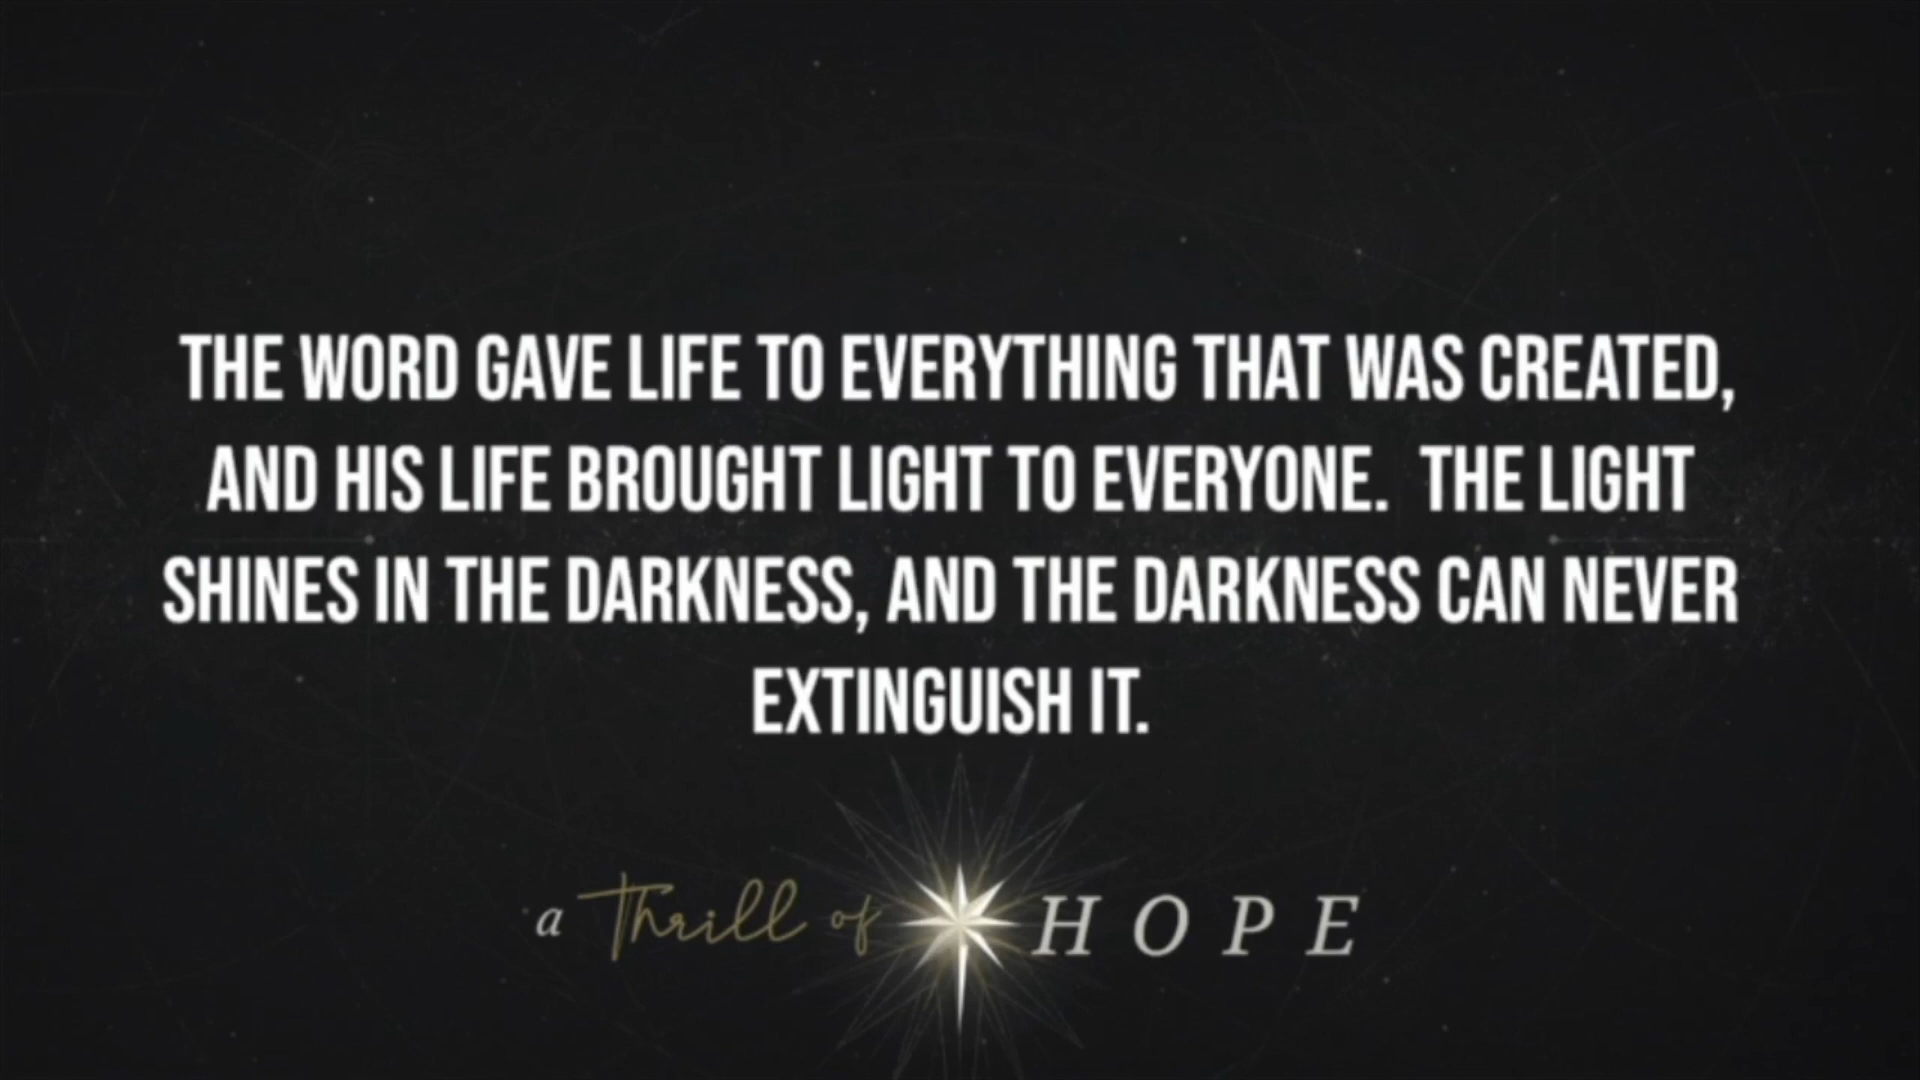 THE WORD GAVE LIFE TO EVERYTHING THAT WAS CREATED,
AND HIS LIFE BROUGHT LIGHT TO EVERYONE.  THE LIGHT
SHINES IN THE DARKNESS, AND THE DARKNESS CAN NEVER
EXTINGUISH IT.
a Thrill of HOPE